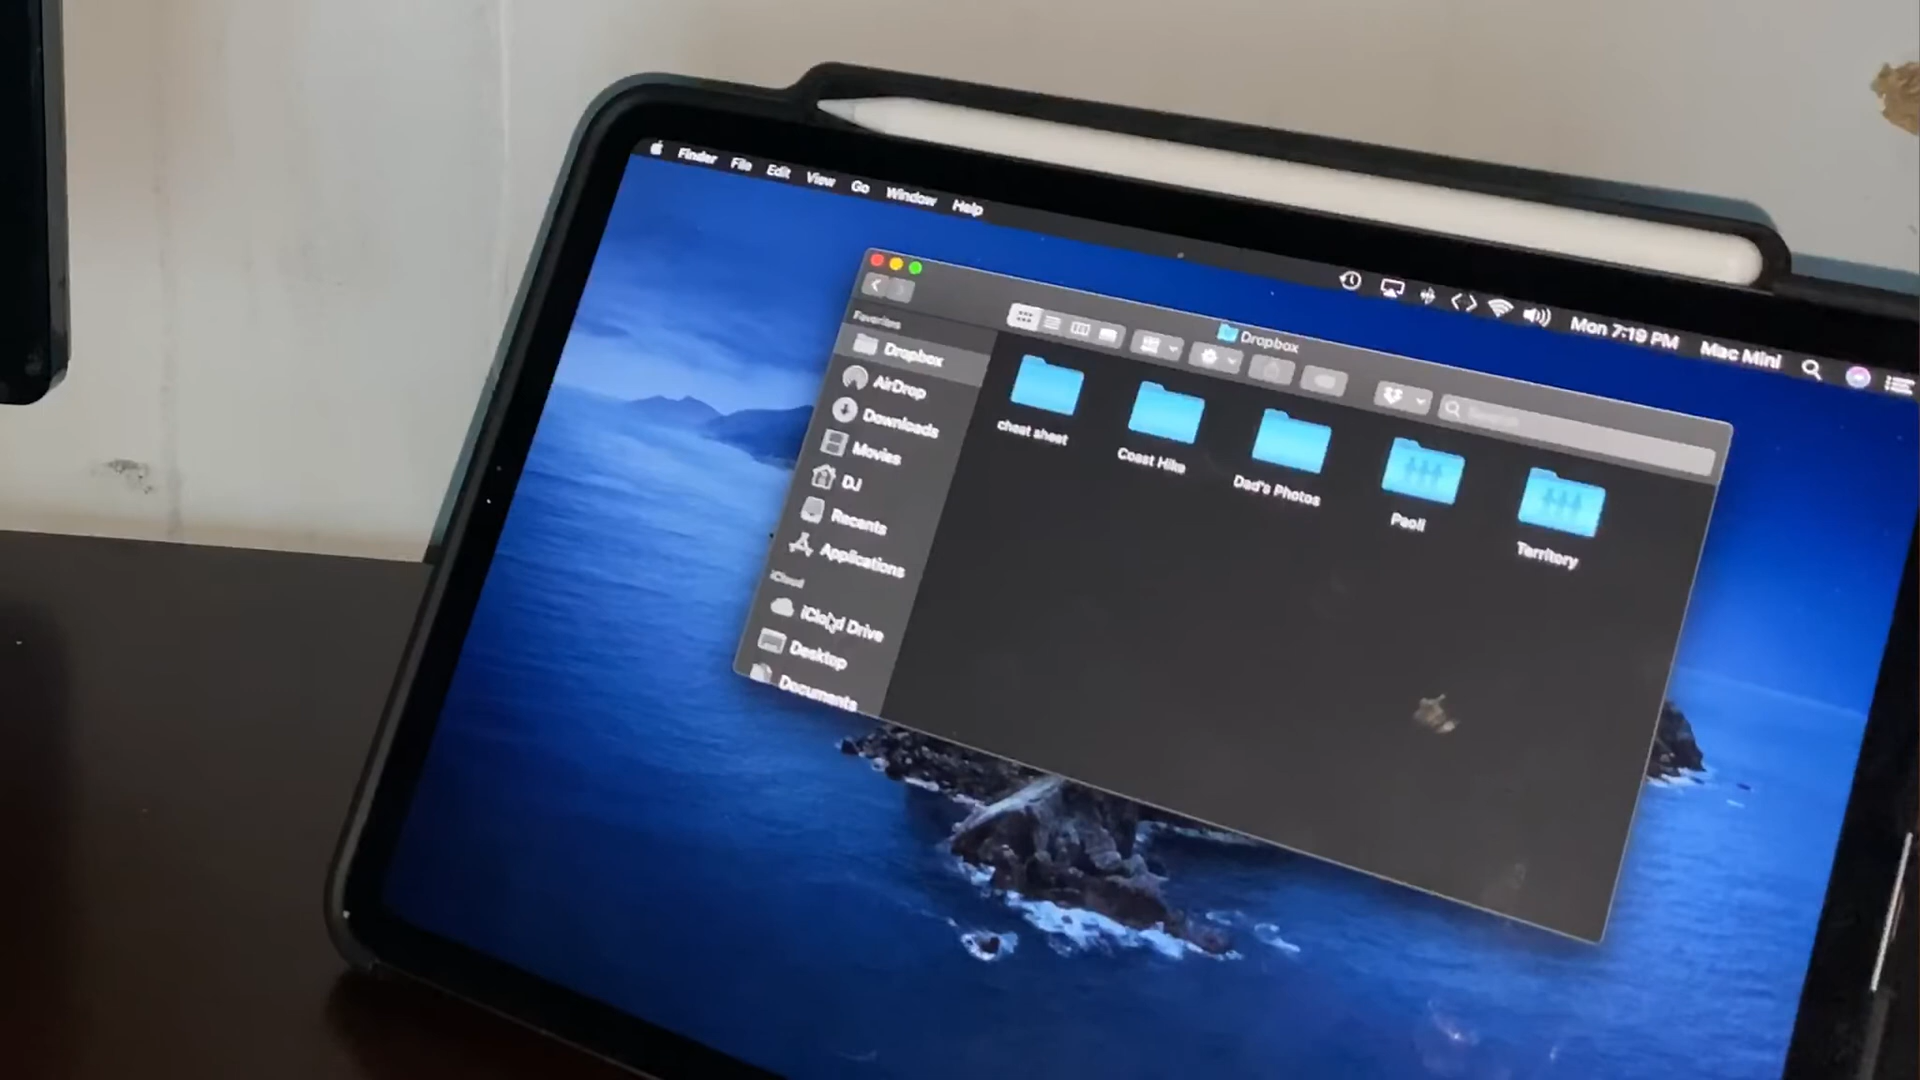 Finder File Edit View Go Window Help
Mon 7:19 PM Mac Mini
Dropbox
Favorites
Dropbox
AirDrop
Downloads
Movies
DJ
Recents
Applications
iCloud
iCloud Drive
Desktop
Documents
cheat sheet
Coast Hike
Dad's Photos
Paoli
Territory